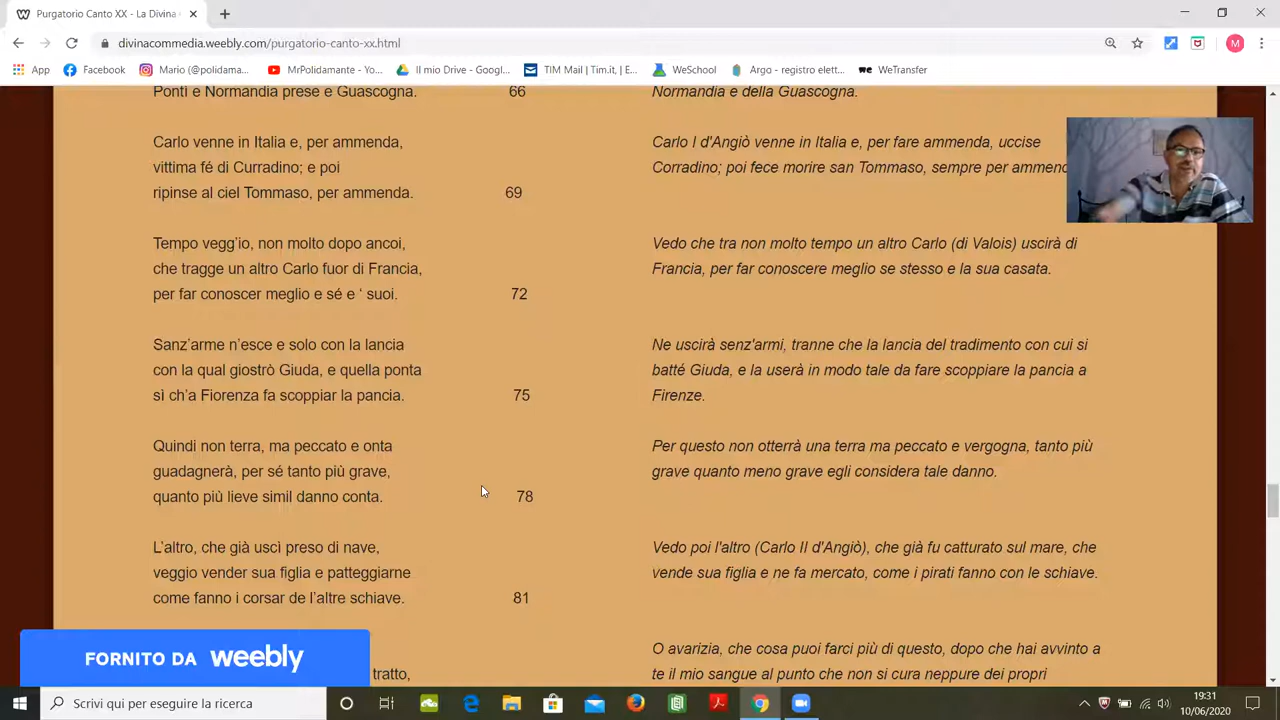 Purgatorio Canto XX - La Divina
divinacommedia.weebly.com/purgatorio-canto-xx.html
M
App
Facebook
Mario (@polidama...
MrPolidamante - Yo...
Il mio Drive - Googl...
TIM Mail | Tim.it, | E...
WeSchool
Argo - registro elett...
WeTransfer
Ponti e Normandia prese e Guascogna. 66
Normandia e della Guascogna.
Carlo venne in Italia e, per ammenda,
vittima fé di Curradino; e poi
ripinse al ciel Tommaso, per ammenda. 69
Carlo I d'Angiò venne in Italia e, per fare ammenda, uccise
Corradino; poi fece morire san Tommaso, sempre per ammend
Tempo vegg’io, non molto dopo ancoi,
che tragge un altro Carlo fuor di Francia,
per far conoscer meglio e sé e ‘ suoi. 72
Vedo che tra non molto tempo un altro Carlo (di Valois) uscirà di
Francia, per far conoscere meglio se stesso e la sua casata.
Sanz’arme n’esce e solo con la lancia
con la qual giostrò Giuda, e quella ponta
sì ch’a Fiorenza fa scoppiar la pancia. 75
Ne uscirà senz'armi, tranne che la lancia del tradimento con cui si
batté Giuda, e la userà in modo tale da fare scoppiare la pancia a
Firenze.
Quindi non terra, ma peccato e onta
guadagnerà, per sé tanto più grave,
quanto più lieve simil danno conta. 78
Per questo non otterrà una terra ma peccato e vergogna, tanto più
grave quanto meno grave egli considera tale danno.
L’altro, che già uscì preso di nave,
veggio vender sua figlia e patteggiarne
come fanno i corsar de l’altre schiave. 81
Vedo poi l'altro (Carlo II d'Angiò), che già fu catturato sul mare, che
vende sua figlia e ne fa mercato, come i pirati fanno con le schiave.
tratto,
O avarizia, che cosa puoi farci più di questo, dopo che hai avvinto a
te il mio sangue al punto che non si cura neppure dei propri
FORNITO DA weebly
Scrivi qui per eseguire la ricerca
19:31
10/06/2020